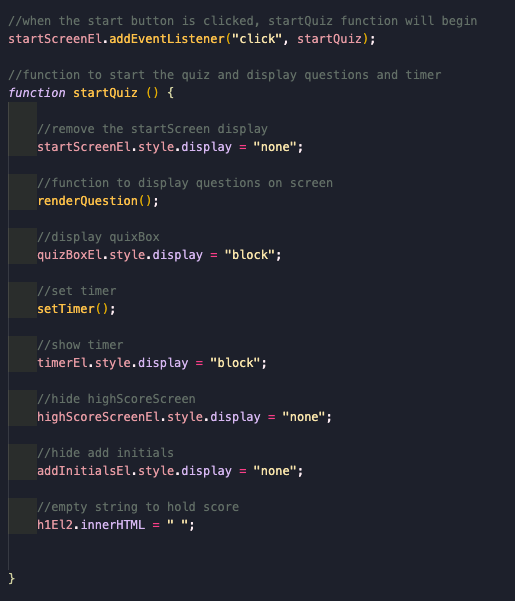 //when the start button is clicked, startQuiz function will begin
startScreenEl.addEventListener("click", startQuiz);
//function to start the quiz and display questions and timer
function startQuiz () {
//remove the startScreen display
startScreenEl.style.display = "none";
//function to display questions on screen
renderQuestion();
//display quixBox
quizBoxEl.style.display = "block";
//set timer
setTimer();
//show timer
timerEl.style.display = "block";
//hide highScoreScreen
highScoreScreenEl.style.display = "none";
//hide add initials
addInitialsEl.style.display = "none";
//empty string to hold score
h1El2.innerHTML = " ";
}